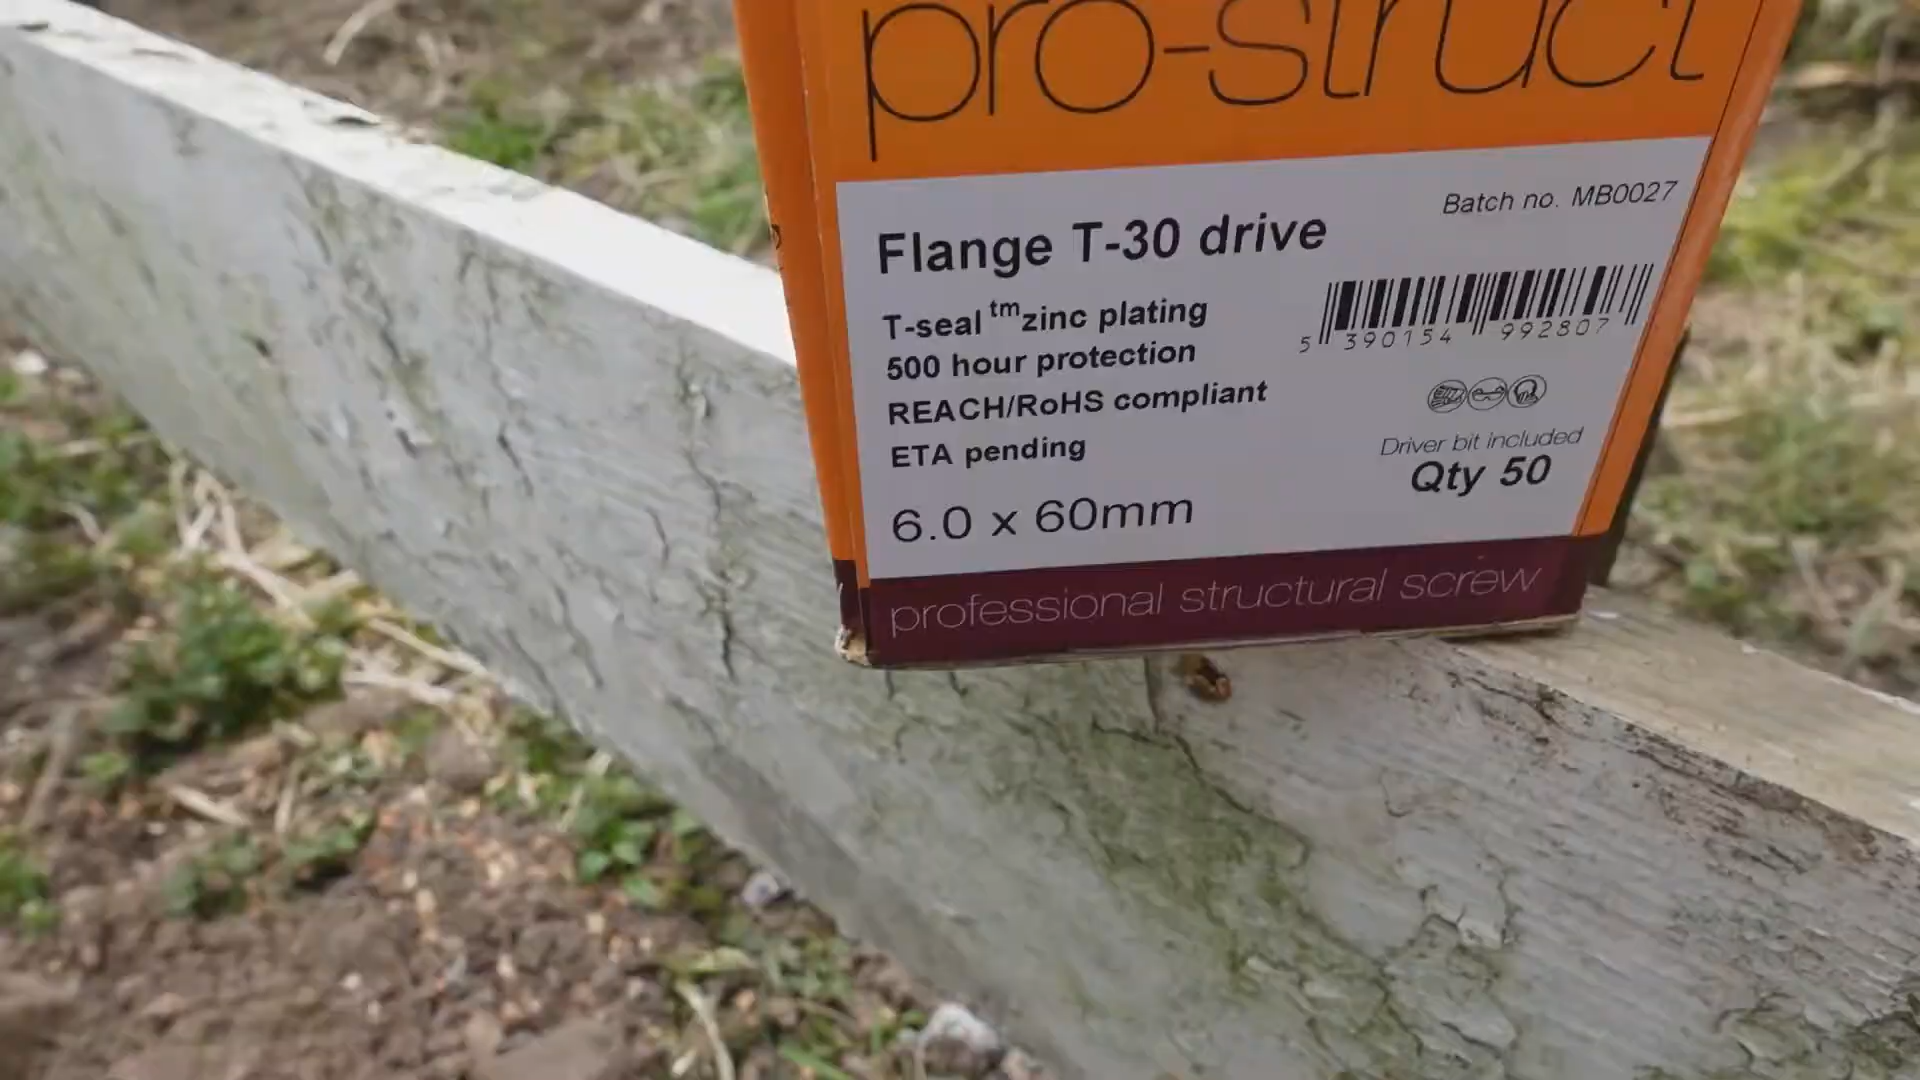 pro-struct
Batch no. MB0027
Flange T-30 drive
T-seal tm zinc plating
500 hour protection
REACH/RoHS compliant
ETA pending
5 390154 992807
Driver bit included
Qty 50
6.0 x 60mm
professional structural screw